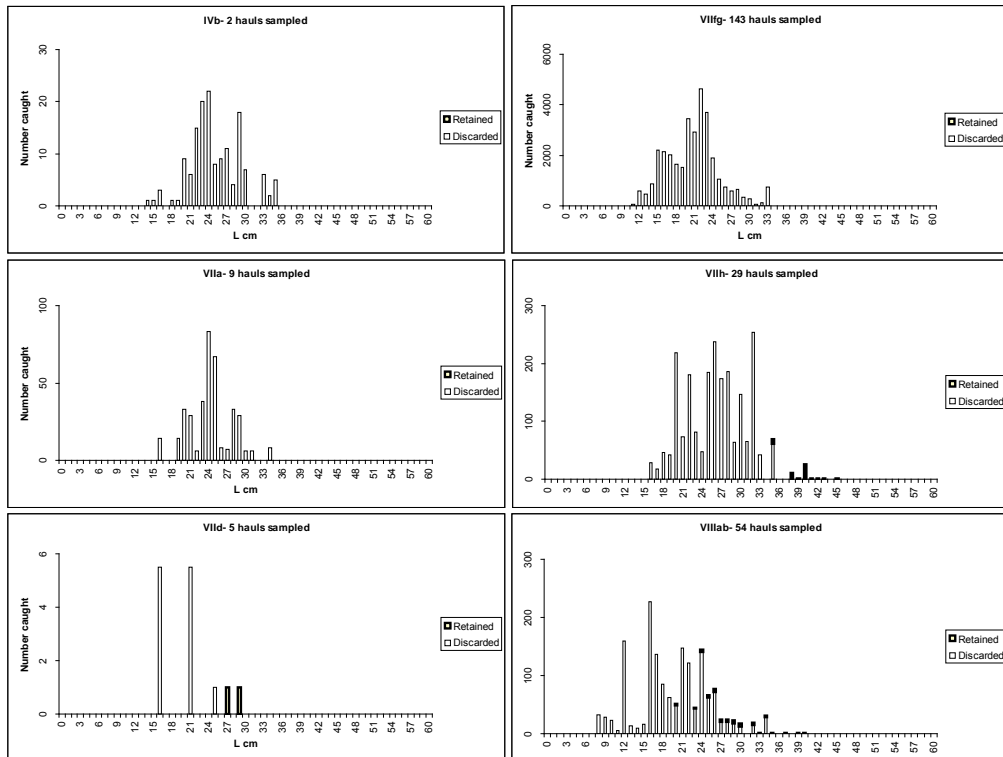 IVb- 2 hauls sampled
Number caught
30
20
10
0
0 3 6 9 12 15 18 21 24 27 30 33 36 39 42 45 48 51 54 57 60
L cm
Retained
Discarded
VIIfg- 143 hauls sampled
Number caught
6000
4000
2000
0
0 3 6 9 12 15 18 21 24 27 30 33 36 39 42 45 48 51 54 57 60
L cm
Retained
Discarded
VIIa- 9 hauls sampled
Number caught
100
50
0
0 3 6 9 12 15 18 21 24 27 30 33 36 39 42 45 48 51 54 57 60
L cm
Retained
Discarded
VIIh- 29 hauls sampled
300
200
100
0
0 3 6 9 12 15 18 21 24 27 30 33 36 39 42 45 48 51 54 57 60
Retained
Discarded
VIId- 5 hauls sampled
Number caught
6
4
2
0
0 3 6 9 12 15 18 21 24 27 30 33 36 39 42 45 48 51 54 57 60
L cm
Retained
Discarded
VIIIab- 54 hauls sampled
300
200
100
0
0 3 6 9 12 15 18 21 24 27 30 33 36 39 42 45 48 51 54 57 60
Retained
Discarded